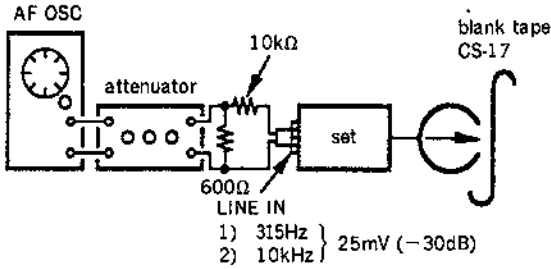 AF OSC
blank tape
CS-17
10kΩ
attenuator
set
600Ω
LINE IN
1) 315Hz
2) 10kHz
25mV (−30dB)